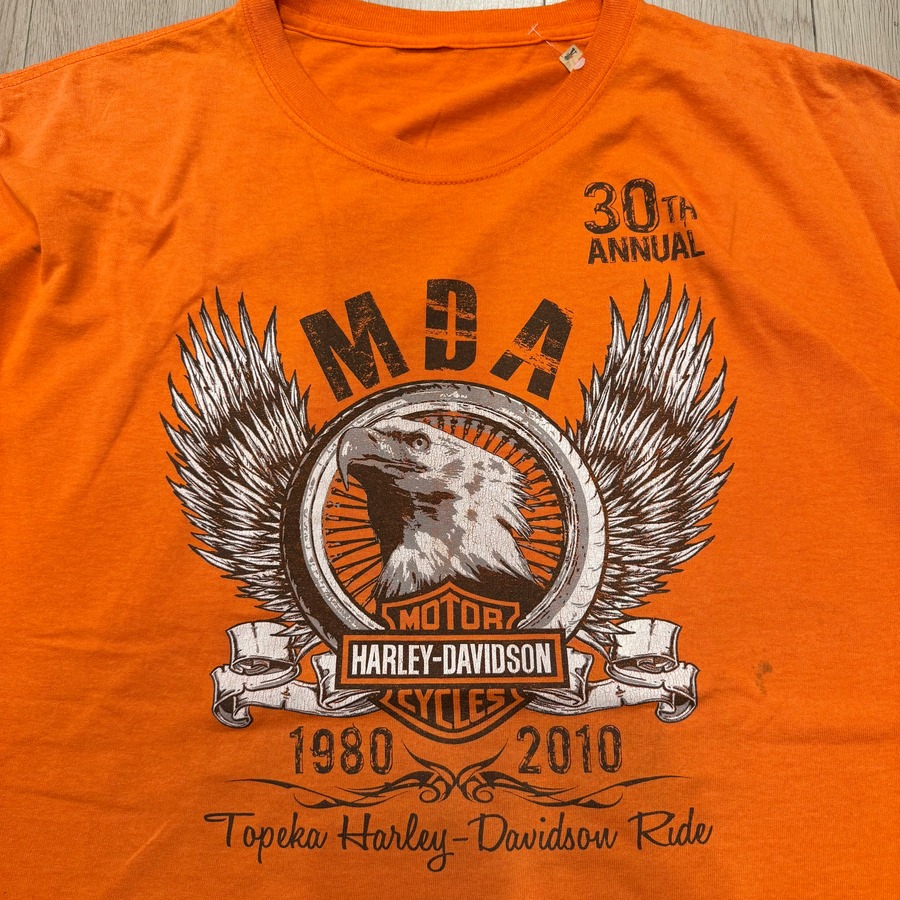 30TH
ANNUAL
MDA
MOTOR
HARLEY-DAVIDSON
CYCLES
1980 2010
Topeka Harley-Davidson Ride